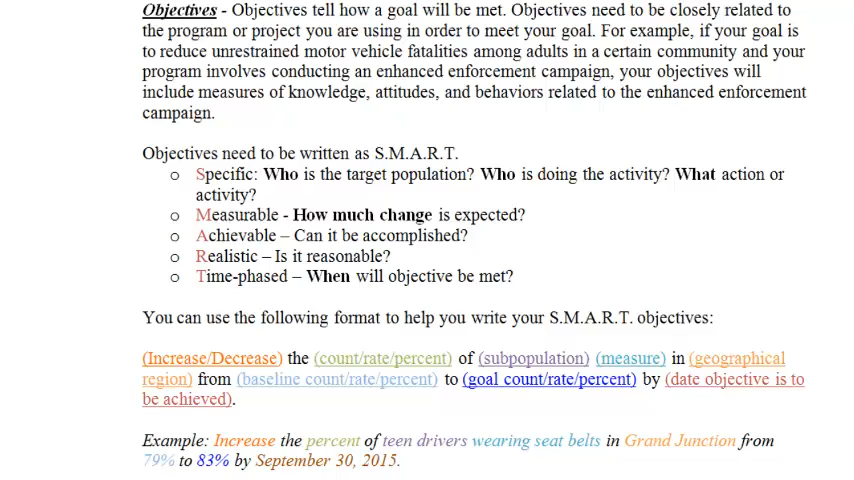 Objectives - Objectives tell how a goal will be met. Objectives need to be closely related to
the program or project you are using in order to meet your goal. For example, if your goal is
to reduce unrestrained motor vehicle fatalities among adults in a certain community and your
program involves conducting an enhanced enforcement campaign, your objectives will
include measures of knowledge, attitudes, and behaviors related to the enhanced enforcement
campaign.
Objectives need to be written as S.M.A.R.T.
o Specific: Who is the target population? Who is doing the activity? What action or
activity?
o Measurable - How much change is expected?
o Achievable – Can it be accomplished?
o Realistic – Is it reasonable?
o Time-phased – When will objective be met?
You can use the following format to help you write your S.M.A.R.T. objectives:
(Increase/Decrease) the (count/rate/percent) of (subpopulation) (measure) in (geographical
region) from (baseline count/rate/percent) to (goal count/rate/percent) by (date objective is to
be achieved).
Example: Increase the percent of teen drivers wearing seat belts in Grand Junction from
79% to 83% by September 30, 2015.